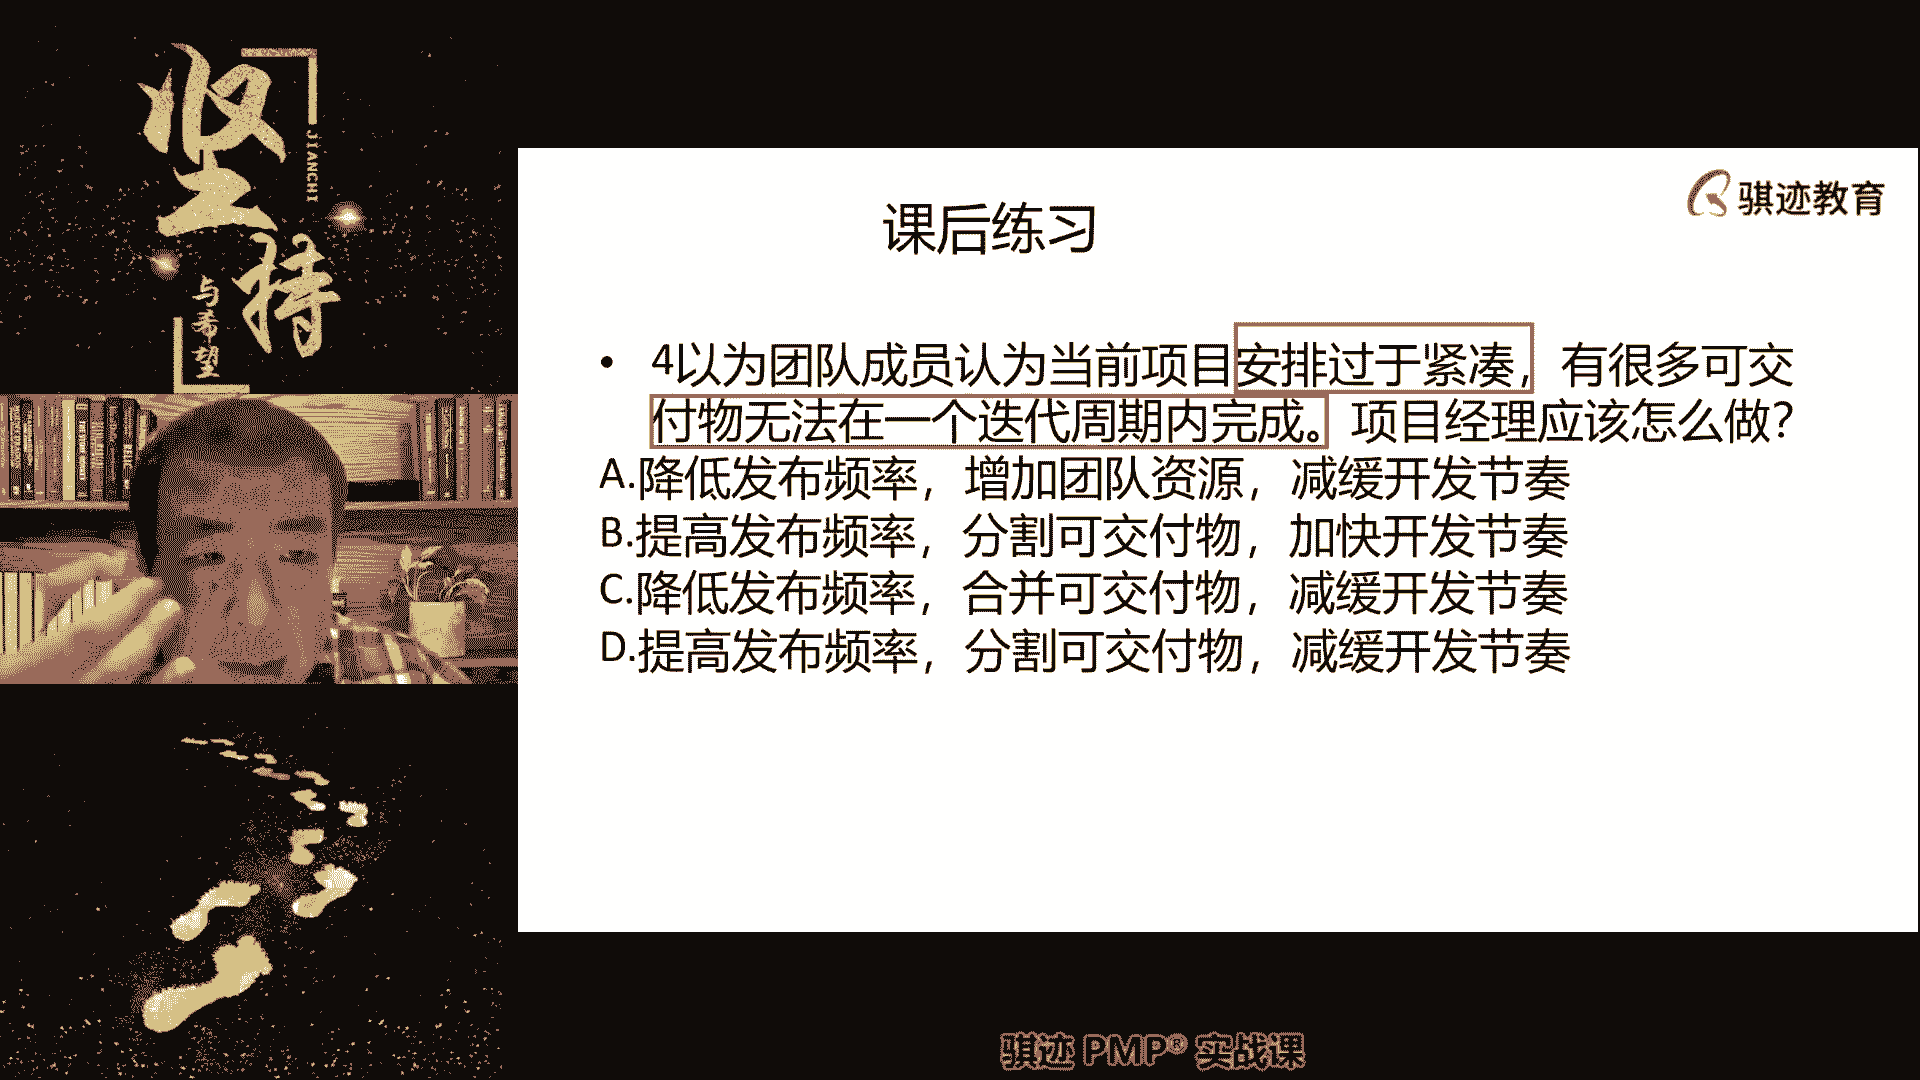 坚持
JIANCHI
与希望
骐迹教育
课后练习
• 4以为团队成员认为当前项目安排过于紧凑，有很多可交
付物无法在一个迭代周期内完成。项目经理应该怎么做？
A.降低发布频率，增加团队资源，减缓开发节奏
B.提高发布频率，分割可交付物，加快开发节奏
C.降低发布频率，合并可交付物，减缓开发节奏
D.提高发布频率，分割可交付物，减缓开发节奏
骐迹 PMP® 实战课